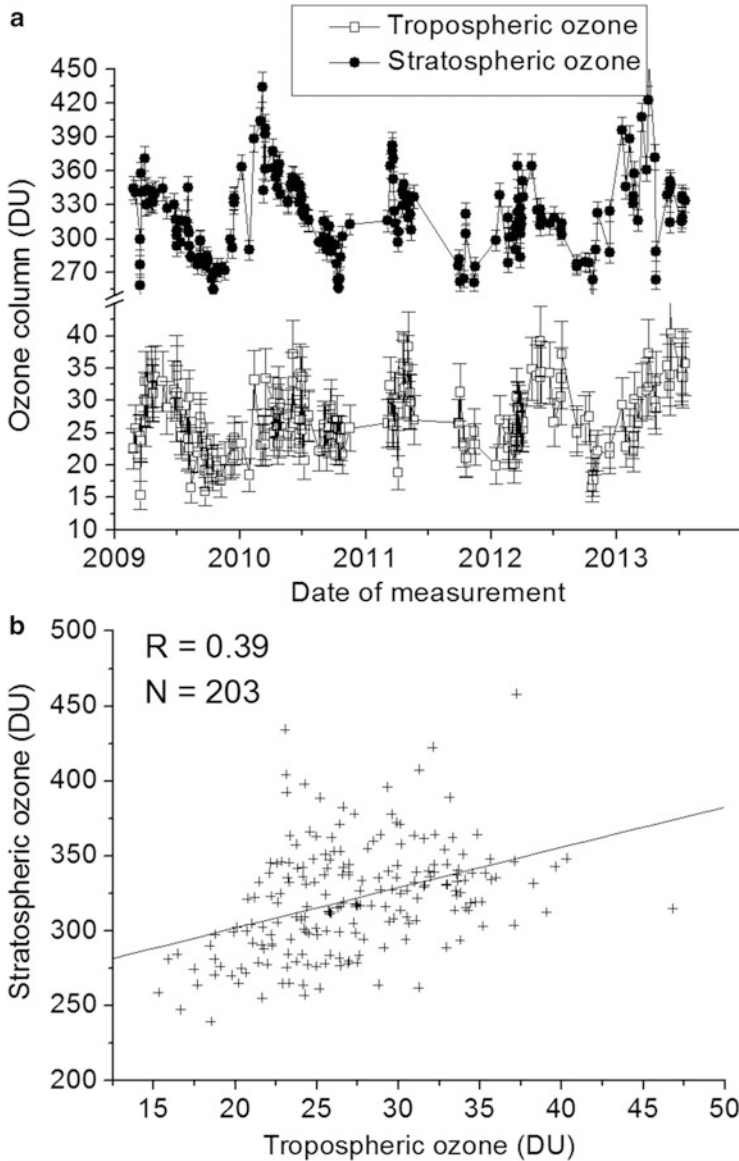 a
Tropospheric ozone
Stratospheric ozone
450
420
390
360
330
300
270
40
35
30
25
20
15
10
Ozone column (DU)
2009 2010 2011 2012 2013
Date of measurement
b
R = 0.39
N = 203
500
450
400
350
300
250
200
Stratospheric ozone (DU)
15 20 25 30 35 40 45 50
Tropospheric ozone (DU)